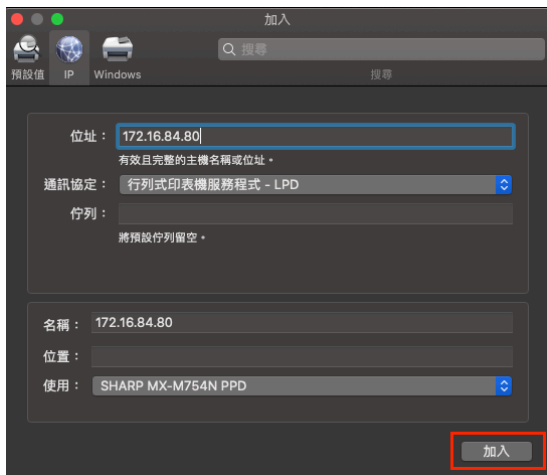 加入
搜尋
預設值 IP Windows 搜尋
位址： 172.16.84.80
有效且完整的主機名稱或位址。
通訊協定： 行列式印表機服務程式 - LPD
佇列：
將預設佇列留空。
名稱： 172.16.84.80
位置：
使用： SHARP MX-M754N PPD
加入